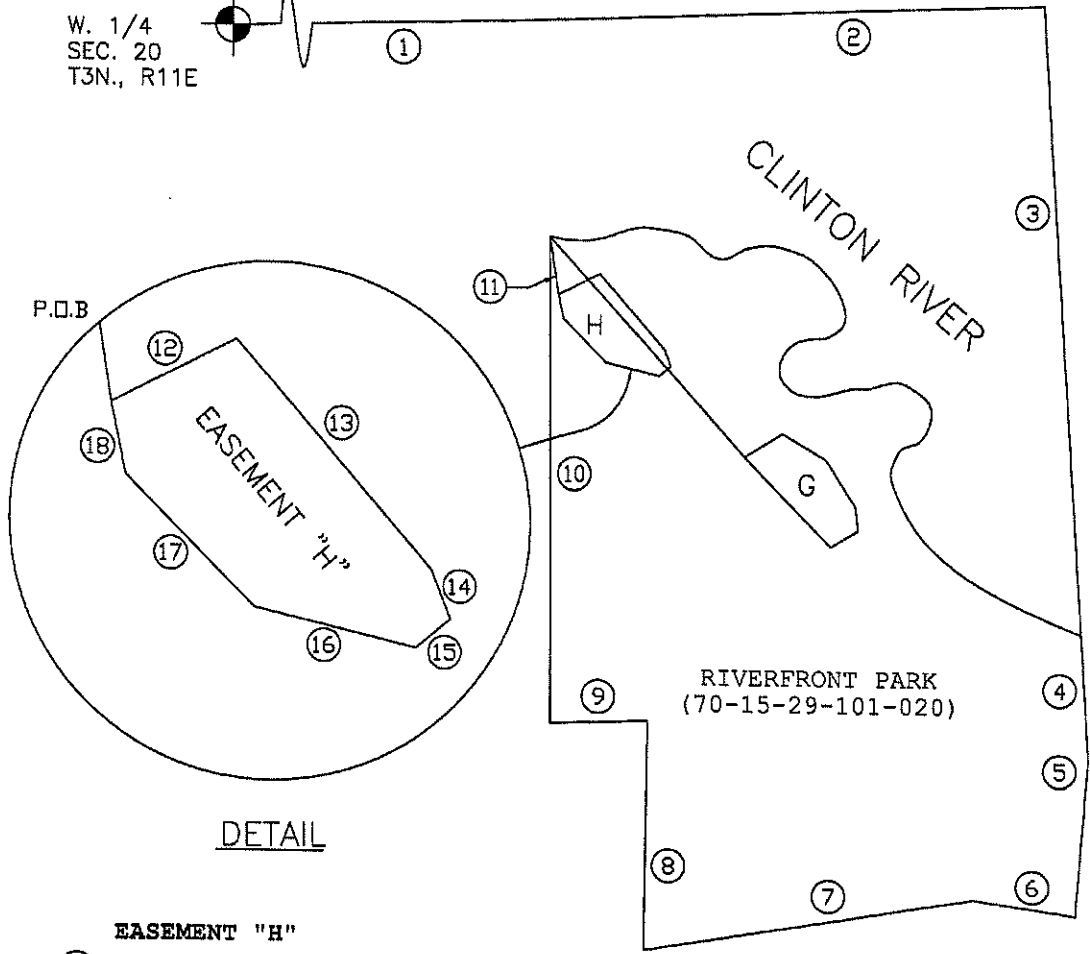 W. 1/4
SEC. 20
T3N., R11E
1
2
CLINTON RIVER
3
11
P.O.B
H
12
13
EASEMENT "H"
18
10
G
17
14
16
15
RIVERFRONT PARK
(70-15-29-101-020)
9
4
5
DETAIL
8
7
6
EASEMENT "H"